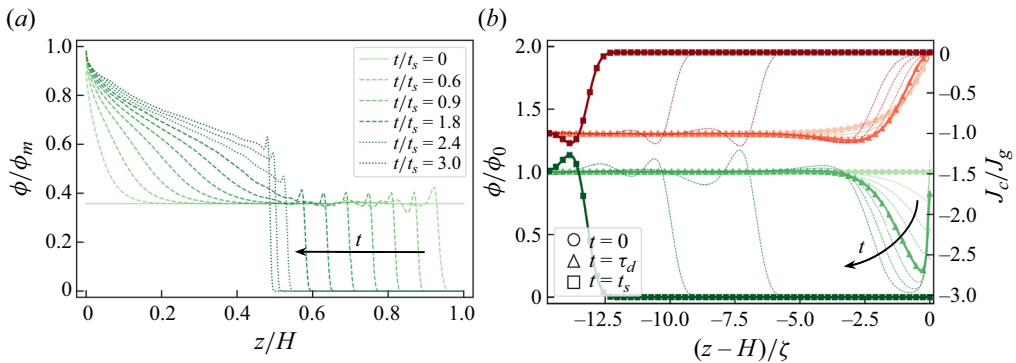 (a)
1.0
0.8
0.6
0.4
0.2
0
ϕ/ϕm
0
0.2
0.4
0.6
0.8
1.0
z/H
t/ts = 0
t/ts = 0.6
t/ts = 0.9
t/ts = 1.8
t/ts = 2.4
t/ts = 3.0
t
(b)
2.0
1.5
1.0
0.5
0
ϕ/ϕ0
t = 0
t = τd
t = ts
t
−12.5
−10.0
−7.5
−5.0
−2.5
0
(z – H)/ζ
0
−0.5
−1.0
−1.5
−2.0
−2.5
−3.0
Jc/Jg